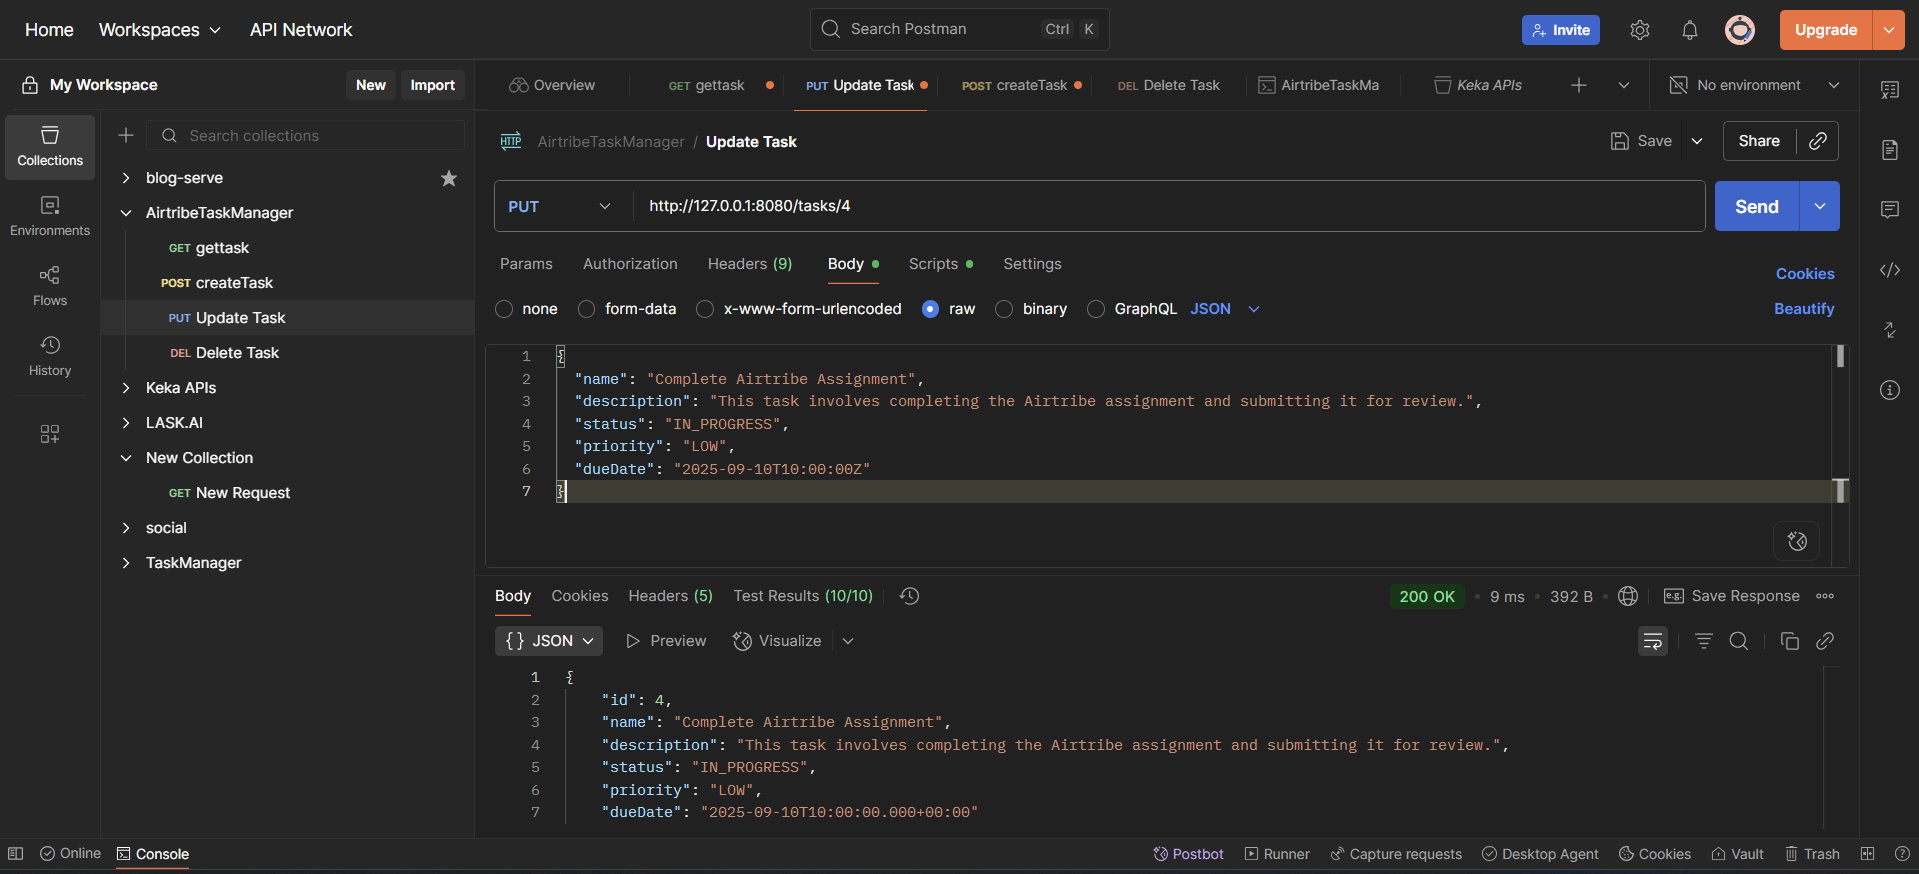 Home Workspaces API Network Search Postman Ctrl K Invite Upgrade
My Workspace New Import
Overview GET gettask PUT Update Task POST createTask DEL Delete Task AirtribeTaskMa Keka APIs No environment
Collections
Environments
Flows
History
Search collections
blog-serve
AirtribeTaskManager
GET gettask
POST createTask
PUT Update Task
DEL Delete Task
Keka APIs
LASK.AI
New Collection
GET New Request
social
TaskManager
HTTP AirtribeTaskManager / Update Task Save Share
PUT http://127.0.0.1:8080/tasks/4 Send
Params Authorization Headers (9) Body Scripts Settings Cookies
none form-data x-www-form-urlencoded raw binary GraphQL JSON Beautify
1 {
2 "name": "Complete Airtribe Assignment",
3 "description": "This task involves completing the Airtribe assignment and submitting it for review.",
4 "status": "IN_PROGRESS",
5 "priority": "LOW",
6 "dueDate": "2025-09-10T10:00:00Z"
7 }
Body Cookies Headers (5) Test Results (10/10) 200 OK 9 ms 392 B e.g. Save Response
{} JSON Preview Visualize
1 {
2 "id": 4,
3 "name": "Complete Airtribe Assignment",
4 "description": "This task involves completing the Airtribe assignment and submitting it for review.",
5 "status": "IN_PROGRESS",
6 "priority": "LOW",
7 "dueDate": "2025-09-10T10:00:00.000+00:00"
Online Console Postbot Runner Capture requests Desktop Agent Cookies Vault Trash